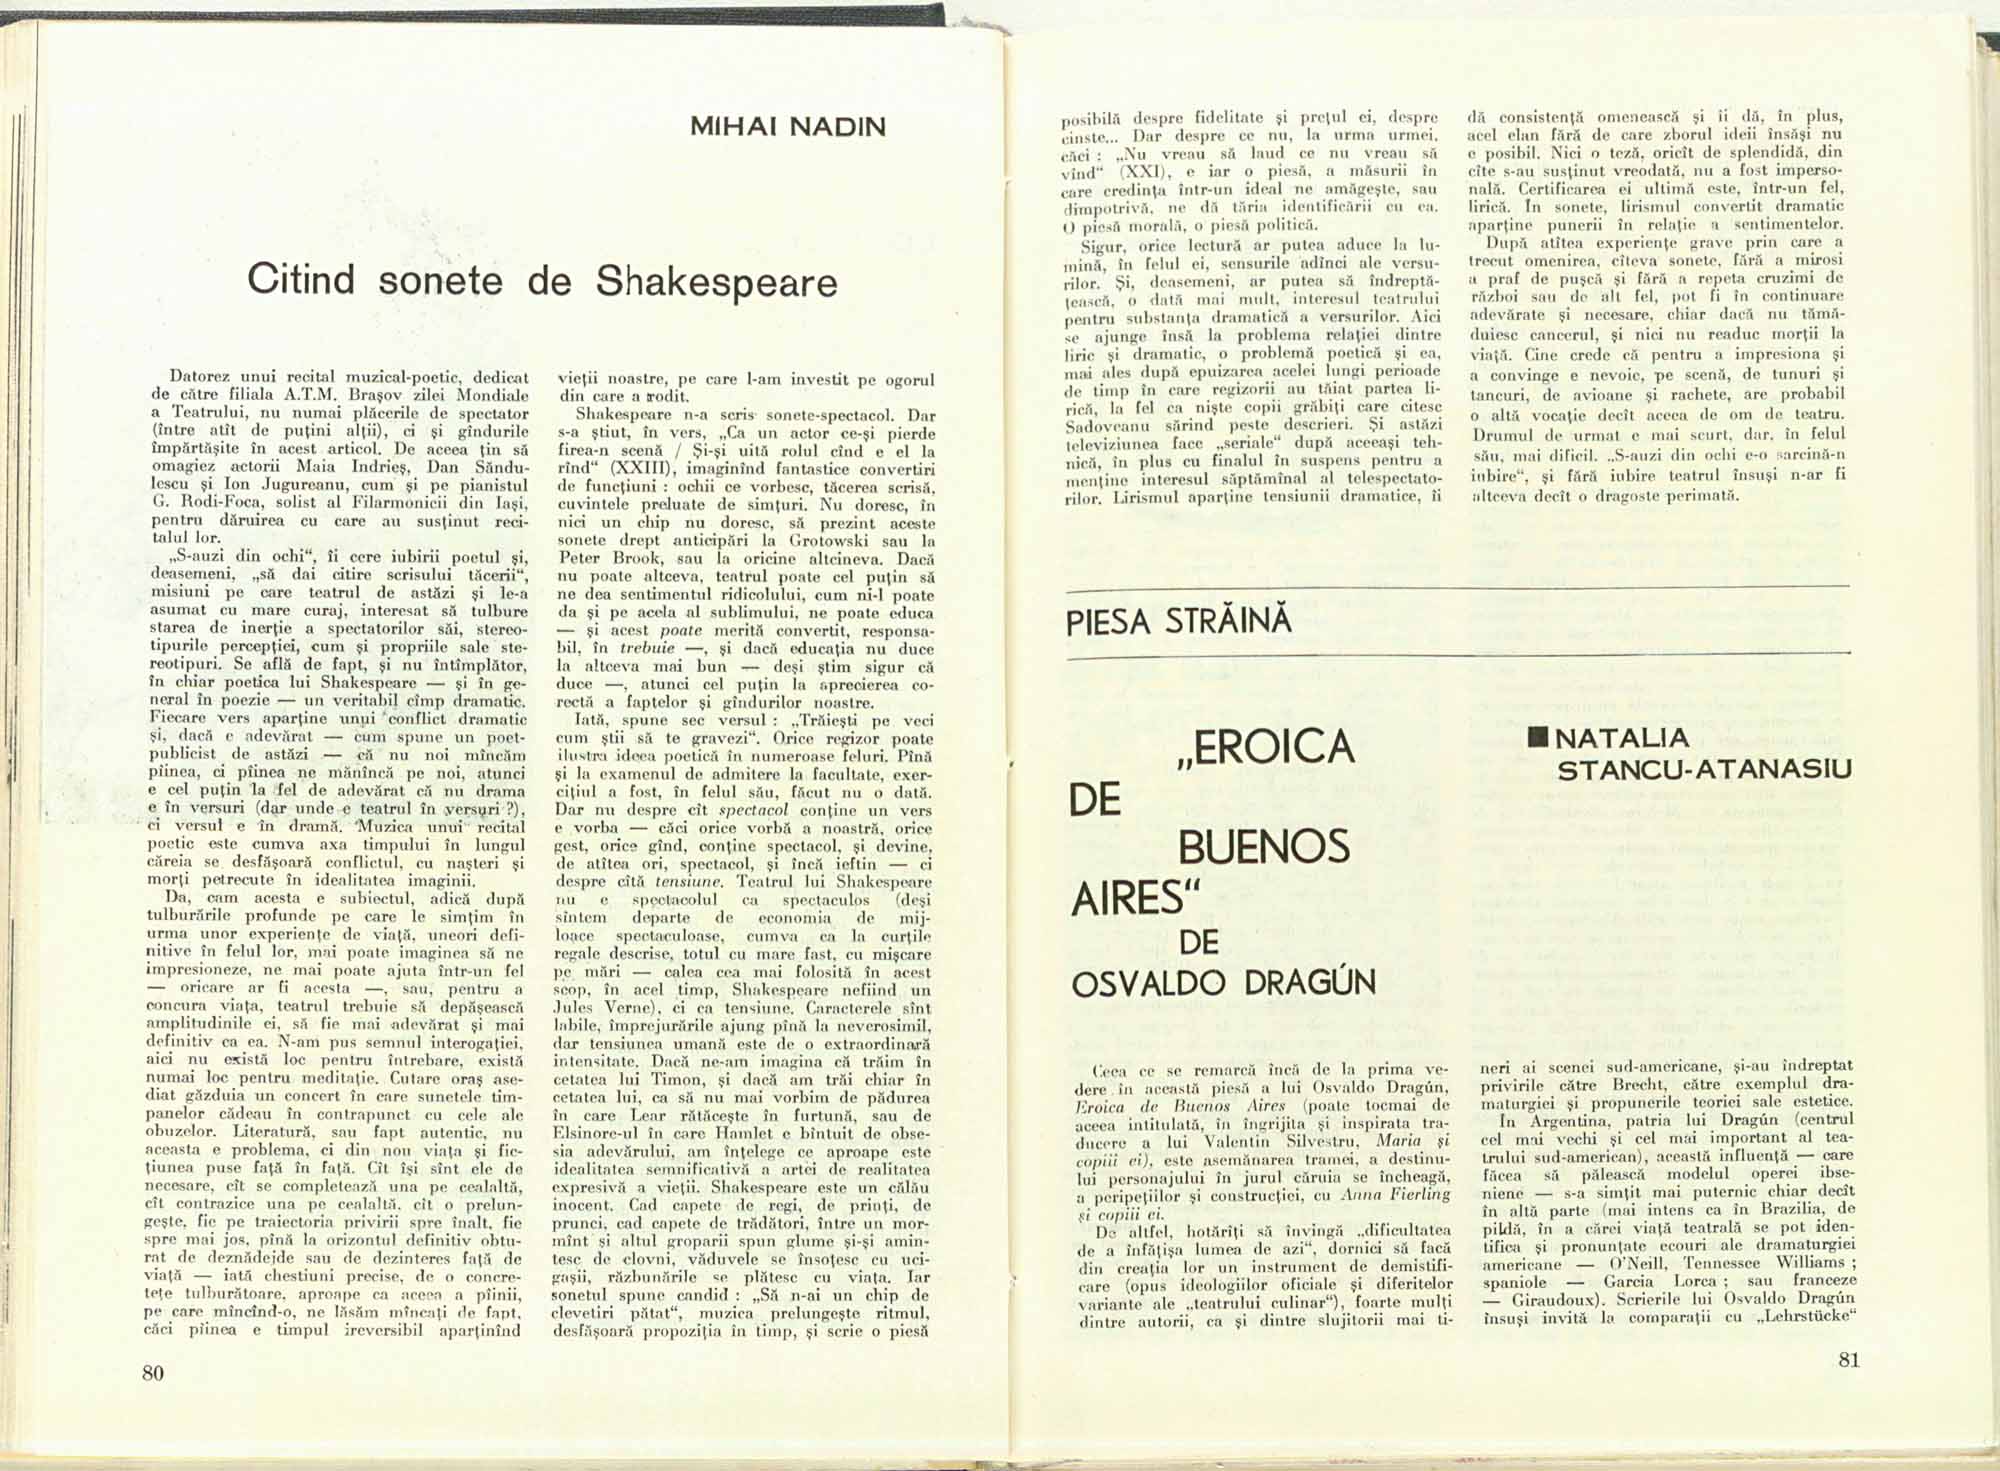 MIHAI NADIN
Citind sonete de Shakespeare
Datorez unui recital muzical-poetic, dedicat
de către filiala A.T.M. Brașov zilei Mondiale
a Teatrului, nu numai plăcerile de spectator
(între atît de puțini alții), ci și gîndurile
împărtășite în acest articol. De aceea țin să
omagiez actorii Maia Indrieș, Dan Săndu-
lescu și Ion Jugureanu, cum și pe pianistul
G. Rodi-Foca, solist al Filarmonicii din Iași,
pentru dăruirea cu care au susținut reci-
talul lor.
„S-auzi din ochi“, îi cere iubirii poetul și,
deasemeni, „să dai citire scrisului tăcerii“,
misiuni pe care teatrul de astăzi și le-a
asumat cu mare curaj, interesat să tulbure
starea de inerție a spectatorilor săi, stereo-
tipurile percepției, cum și propriile sale ste-
reotipuri. Se află de fapt, și nu întîmplător,
în chiar poetica lui Shakespeare — și în ge-
neral în poezie — un veritabil cîmp dramatic.
Fiecare vers aparține unui conflict dramatic
și, dacă e adevărat — cum spune un poet-
publicist de astăzi — că nu noi mîncăm
pîinea, ci pîinea ne mănîncă pe noi, atunci
e cel puțin la fel de adevărat că nu drama
e în versuri (dar unde e teatrul în versuri ?),
ci versul e în dramă. Muzica unui recital
poetic este cumva axa timpului în lungul
căreia se desfășoară conflictul, cu nașteri și
morți petrecute în idealitatea imaginii.
Da, cam acesta e subiectul, adică după
tulburările profunde pe care le simțim în
urma unor experiențe de viață, uneori defi-
nitive în felul lor, mai poate imaginea să ne
impresioneze, ne mai poate ajuta într-un fel
— oricare ar fi acesta —, sau, pentru a
concura viața, teatrul trebuie să depășească
amplitudinile ei, să fie mai adevărat și mai
definitiv ca ea. N-am pus semnul interogației,
aici nu există loc pentru întrebare, există
numai loc pentru meditație. Cutare oraș ase-
diat găzduia un concert în care sunetele tim-
panelor cădeau în contrapunct cu cele ale
obuzelor. Literatură, sau fapt autentic, nu
aceasta e problema, ci din nou viața și fic-
țiunea puse față în față. Cît își sînt ele de
necesare, cît se completează una pe cealaltă,
cît contrazice una pe cealaltă, cît o prelun-
gește, fie pe traiectoria privirii spre înalt, fie
spre mai jos, pînă la orizontul definitiv obtu-
rat de deznădejde sau de dezinteres față de
viață — iată chestiuni precise, de o concre-
tețe tulburătoare, aproape ca aceea a pîinii,
pe care mîncînd-o, ne lăsăm mîncați de fapt,
căci pîinea e timpul ireversibil aparținînd
vieții noastre, pe care l-am investit pe ogorul
din care a rodit.
Shakespeare n-a scris sonete-spectacol. Dar
s-a știut, în vers, „Ca un actor ce-și pierde
firea-n scenă / Și-și uită rolul cînd e el la
rînd“ (XXIII), imaginînd fantastice convertiri
de funcțiuni : ochii ce vorbesc, tăcerea scrisă,
cuvintele preluate de simțuri. Nu doresc, în
nici un chip nu doresc, să prezint aceste
sonete drept anticipări la Grotowski sau la
Peter Brook, sau la oricine altcineva. Dacă
nu poate altceva, teatrul poate cel puțin să
ne dea sentimentul ridicolului, cum ni-l poate
da și pe acela al sublimului, ne poate educa
— și acest poate merită convertit, responsa-
bil, în trebuie —, și dacă educația nu duce
la altceva mai bun — deși știm sigur că
duce —, atunci cel puțin la aprecierea co-
rectă a faptelor și gîndurilor noastre.
Iată, spune sec versul : „Trăiești pe veci
cum știi să te gravezi“. Orice regizor poate
ilustra ideea poetică în numeroase feluri. Pînă
și la examenul de admitere la facultate, exer-
cițiul a fost, în felul său, făcut nu o dată.
Dar nu despre cît spectacol conține un vers
e vorba — căci orice vorbă a noastră, orice
gest, orice gînd, conține spectacol, și devine,
de atîtea ori, spectacol, și încă ieftin — ci
despre cîtă tensiune. Teatrul lui Shakespeare
nu e spectacolul ca spectaculos (deși
sîntem departe de economia de mij-
loace spectaculoase, cumva ca la curțile
regale descrise, totul cu mare fast, cu mișcare
pe mări — calea cea mai folosită în acest
scop, în acel timp, Shakespeare nefiind un
Jules Verne), ci ca tensiune. Caracterele sînt
labile, împrejurările ajung pînă la neverosimil,
dar tensiunea umană este de o extraordinară
intensitate. Dacă ne-am imagina că trăim în
cetatea lui Timon, și dacă am trăi chiar în
cetatea lui, ca să nu mai vorbim de pădurea
în care Lear rătăcește în furtună, sau de
Elsinore-ul în care Hamlet e bîntuit de obse-
sia adevărului, am înțelege ce aproape este
idealitatea semnificativă a artei de realitatea
expresivă a vieții. Shakespeare este un călău
inocent. Cad capete de regi, de prinți, de
prunci, cad capete de trădători, între un mor-
mînt și altul groparii spun glume și-și amin-
tesc de clovni, văduvele se însoțesc cu uci-
gașii, răzbunările se plătesc cu viața. Iar
sonetul spune candid : „Să n-ai un chip de
clevetiri pătat“, muzica prelungește ritmul,
desfășoară propoziția în timp, și scrie o piesă
80
posibilă despre fidelitate și prețul ei, despre
cinste... Dar despre ce nu, la urma urmei,
căci : „Nu vreau să laud ce nu vreau să
vînd“ (XXI), e iar o piesă, a măsurii în
care credința într-un ideal ne amăgește, sau
dimpotrivă, ne dă tăria identificării cu ea.
O piesă morală, o piesă politică.
Sigur, orice lectură ar putea aduce la lu-
mină, în felul ei, sensurile adînci ale versu-
rilor. Și, deasemeni, ar putea să îndreptă-
țească, o dată mai mult, interesul teatrului
pentru substanța dramatică a versurilor. Aici
se ajunge însă la problema relației dintre
liric și dramatic, o problemă poetică și ea,
mai ales după epuizarea acelei lungi perioade
de timp în care regizorii au tăiat partea li-
rică, la fel ca niște copii grăbiți care citesc
Sadoveanu sărind peste descrieri. Și astăzi
televiziunea face „seriale“ după aceeași teh-
nică, în plus cu finalul în suspens pentru a
menține interesul săptămînal al telespectato-
rilor. Lirismul aparține tensiunii dramatice, îi
dă consistență omenească și îi dă, în plus,
acel elan fără de care zborul ideii însăși nu
e posibil. Nici o teză, oricît de splendidă, din
cîte s-au susținut vreodată, nu a fost imperso-
nală. Certificarea ei ultimă este, într-un fel,
lirică. In sonete, lirismul convertit dramatic
aparține punerii în relație a sentimentelor.
După atîtea experiențe grave prin care a
trecut omenirea, cîteva sonete, fără a mirosi
a praf de pușcă și fără a repeta cruzimi de
război sau de alt fel, pot fi în continuare
adevărate și necesare, chiar dacă nu tămă-
duiesc cancerul, și nici nu readuc morții la
viață. Cine crede că pentru a impresiona și
a convinge e nevoie, pe scenă, de tunuri și
tancuri, de avioane și rachete, are probabil
o altă vocație decît aceea de om de teatru.
Drumul de urmat e mai scurt, dar, în felul
său, mai dificil. „S-auzi din ochi e-o sarcină-n
iubire“, și fără iubire teatrul însuși n-ar fi
altceva decît o dragoste perimată.
PIESA STRĂINĂ
„EROICA
DE
BUENOS
AIRES“
DE
OSVALDO DRAGÚN
■ NATALIA
STANCU-ATANASIU
Ceea ce se remarcă încă de la prima ve-
dere în această piesă a lui Osvaldo Dragún,
Eroica de Buenos Aires (poate tocmai de
aceea intitulată, în îngrijita și inspirata tra-
ducere a lui Valentin Silvestru, Maria și
copiii ei), este asemănarea tramei, a destinu-
lui personajului în jurul căruia se încheagă,
a peripețiilor și construcției, cu Anna Fierling
și copiii ei.
De altfel, hotărîți să învingă „dificultatea
de a înfățișa lumea de azi“, dornici să facă
din creația lor un instrument de demistifi-
care (opus ideologiilor oficiale și diferitelor
variante ale „teatrului culinar“), foarte mulți
dintre autorii, ca și dintre slujitorii mai ti-
neri ai scenei sud-americane, și-au îndreptat
privirile către Brecht, către exemplul dra-
maturgiei și propunerile teoriei sale estetice.
In Argentina, patria lui Dragún (centrul
cel mai vechi și cel mai important al tea-
trului sud-american), această influență — care
făcea să pălească modelul operei ibse-
niene — s-a simțit mai puternic chiar decît
în altă parte (mai intens ca în Brazilia, de
pildă, în a cărei viață teatrală se pot iden-
tifica și pronunțate ecouri ale dramaturgiei
americane — O'Neill, Tennessee Williams ;
spaniole — Garcia Lorca ; sau franceze
— Giraudoux). Scrierile lui Osvaldo Dragún
însuși invită la comparații cu „Lehrstücke“
81